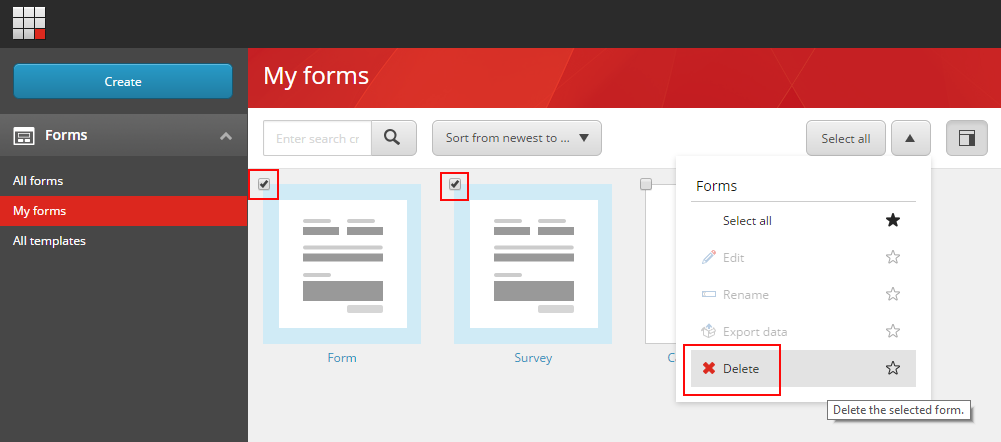 My forms
Create
Forms
All forms
My forms
All templates
Enter search cr
Sort from newest to ...
Select all
Forms
Select all
Edit
Rename
Export data
Delete
Delete the selected form.
Form
Survey